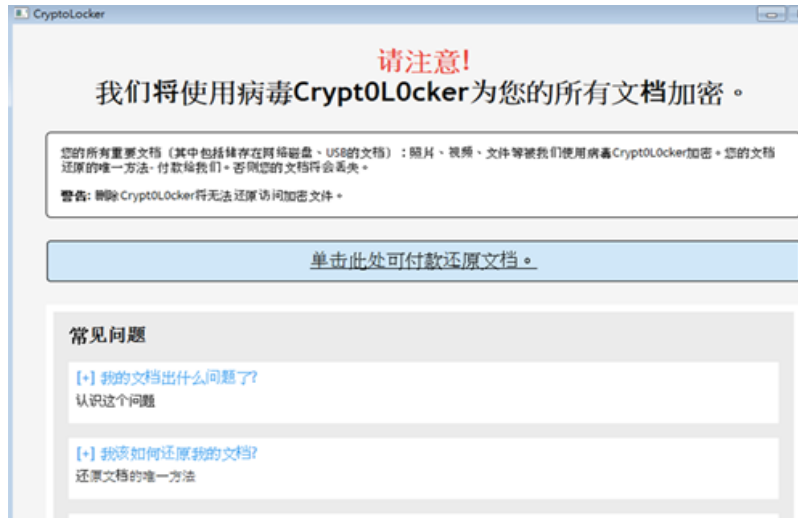 CryptoLocker
请注意!
我们将使用病毒Crypt0L0cker为您的所有文档加密。
您的所有重要文档（其中包括储存在网络磁盘、USB的文档）：照片、视频、文件等被我们使用病毒Crypt0L0cker加密。您的文档
还原的唯一方法- 付款给我们。否则您的文档将会丢失。
警告: 删除Crypt0L0cker将无法还原访问加密文件。
单击此处可付款还原文档。
常见问题
[+] 我的文档出什么问题了?
认识这个问题
[+] 我该如何还原我的文档?
还原文档的唯一方法